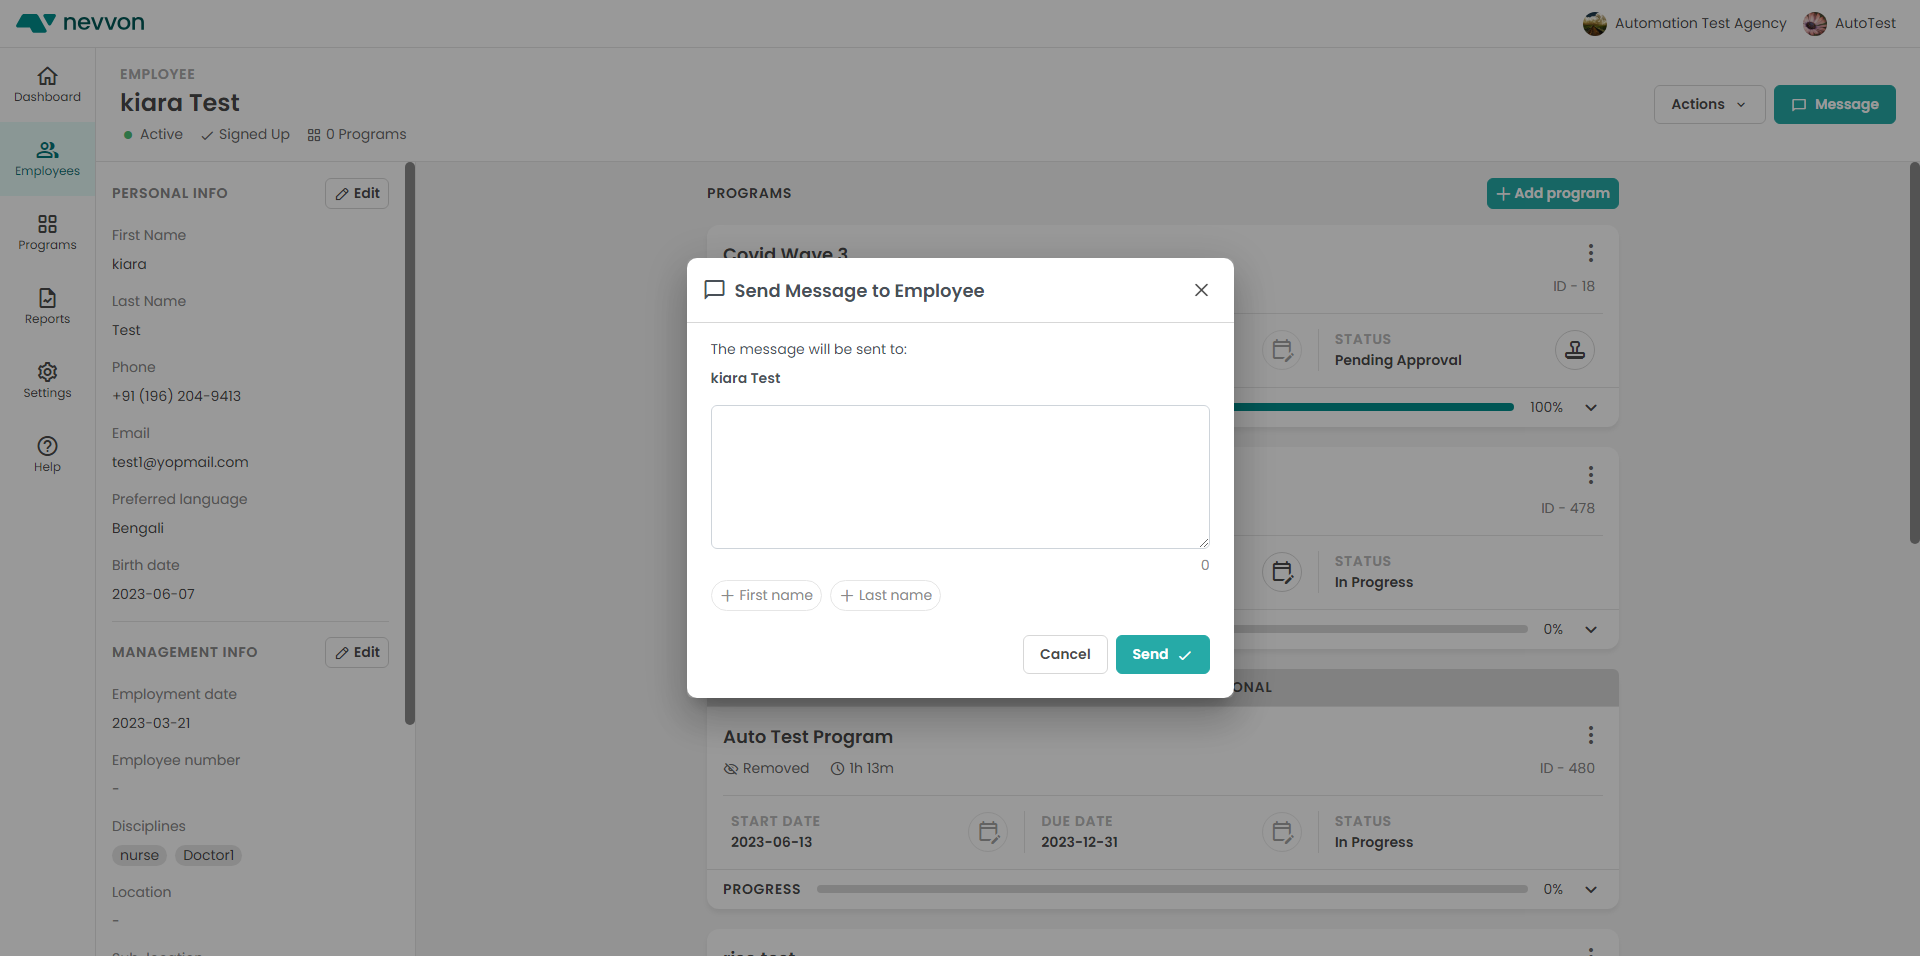 nevvon
Automation Test Agency
AutoTest
Dashboard
Employees
Programs
Reports
Settings
Help
EMPLOYEE
kiara Test
Active
Signed Up
0 Programs
Actions
Message
PERSONAL INFO
Edit
First Name
kiara
Last Name
Test
Phone
+91 (196) 204-9413
Email
test1@yopmail.com
Preferred language
Bengali
Birth date
2023-06-07
MANAGEMENT INFO
Edit
Employment date
2023-03-21
Employee number
-
Disciplines
nurse
Doctor1
Location
-
PROGRAMS
Add program
Covid Wave 3
ID - 18
STATUS
Pending Approval
100%
ID - 478
STATUS
In Progress
0%
Send Message to Employee
The message will be sent to:
kiara Test
0
+ First name
+ Last name
Cancel
Send
Auto Test Program
Removed
1h 13m
ID - 480
START DATE
2023-06-13
DUE DATE
2023-12-31
STATUS
In Progress
PROGRESS
0%